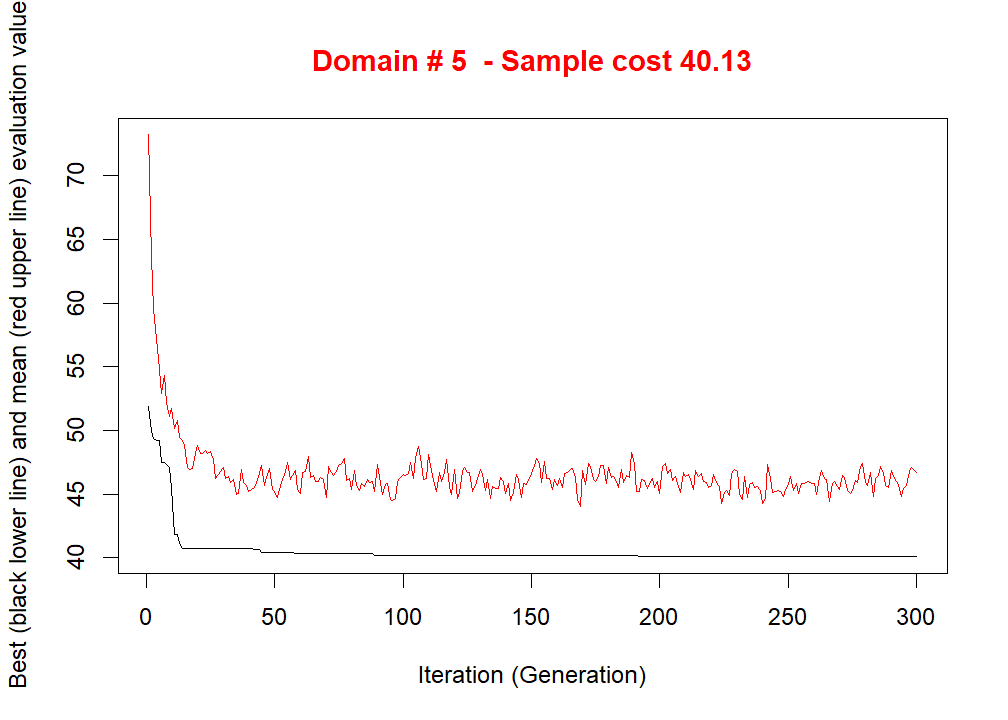 Domain # 5  - Sample cost 40.13
Best (black lower line) and mean (red upper line) evaluation value
70
65
60
55
50
45
40
0 50 100 150 200 250 300
Iteration (Generation)